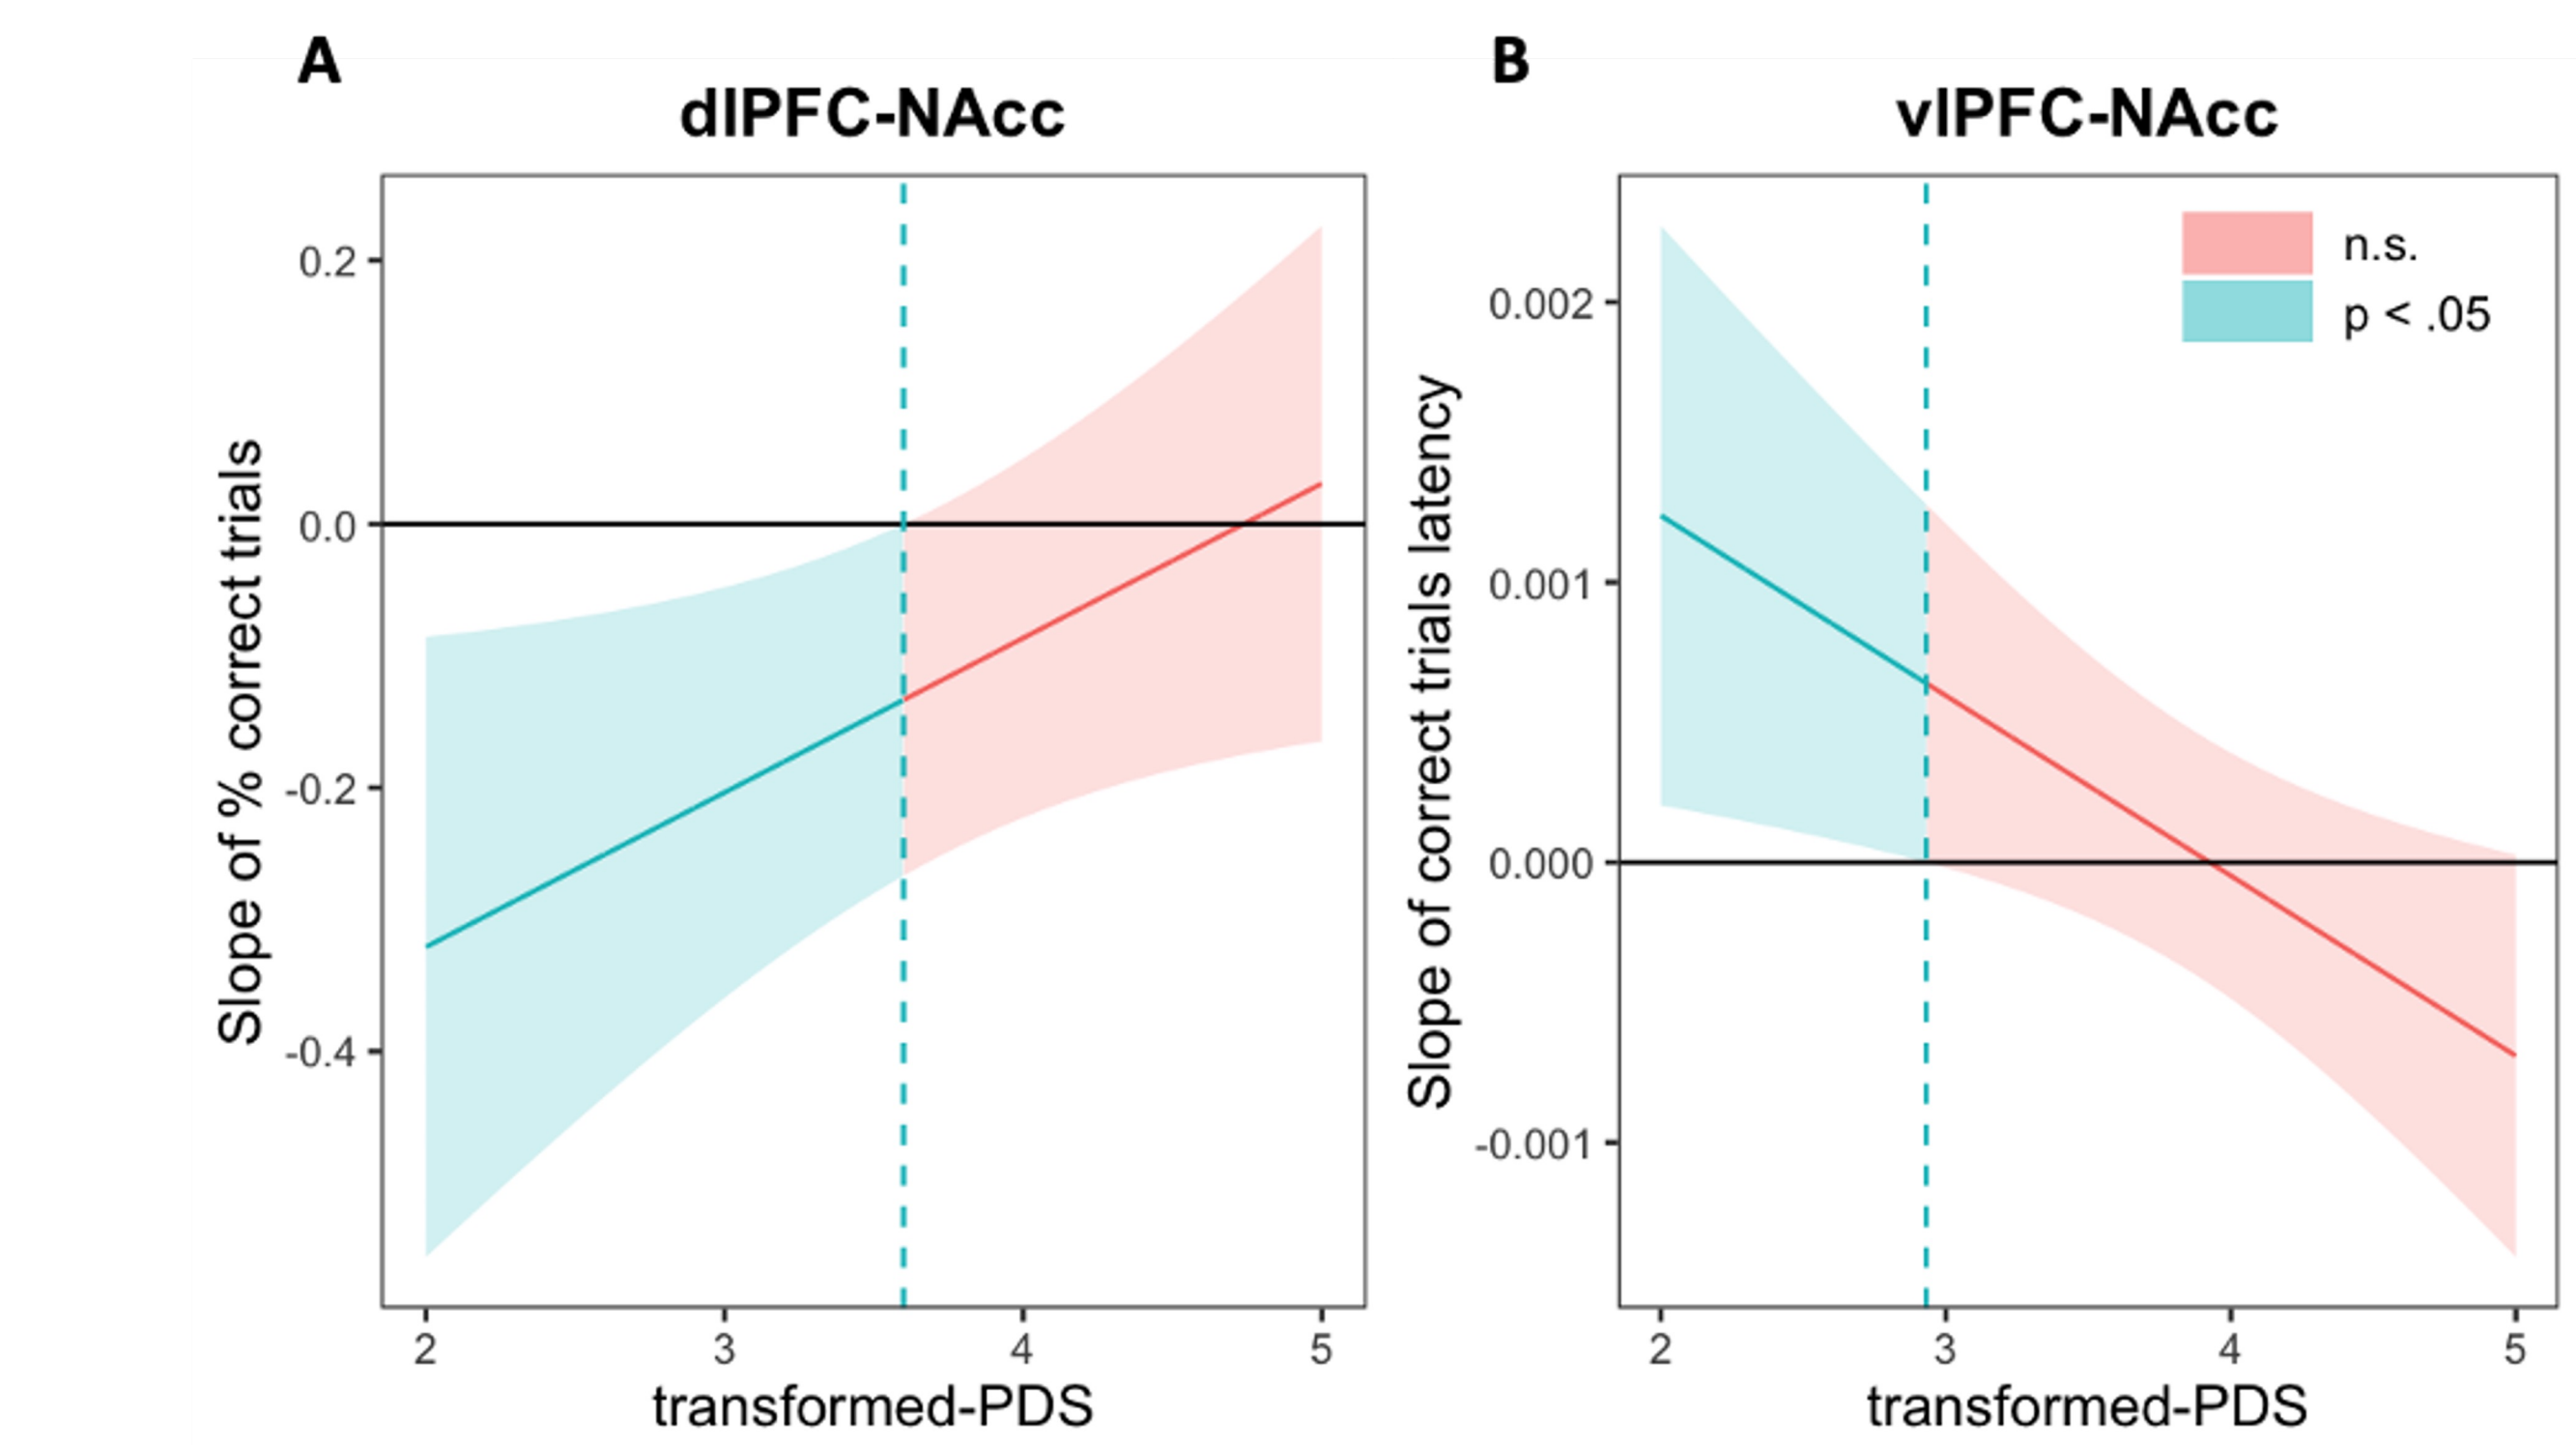 A
dlPFC-NAcc
Slope of % correct trials
0.2
0.0
-0.2
-0.4
2 3 4 5
transformed-PDS
B
vlPFC-NAcc
Slope of correct trials latency
0.002
0.001
0.000
-0.001
n.s.
p < .05
2 3 4 5
transformed-PDS